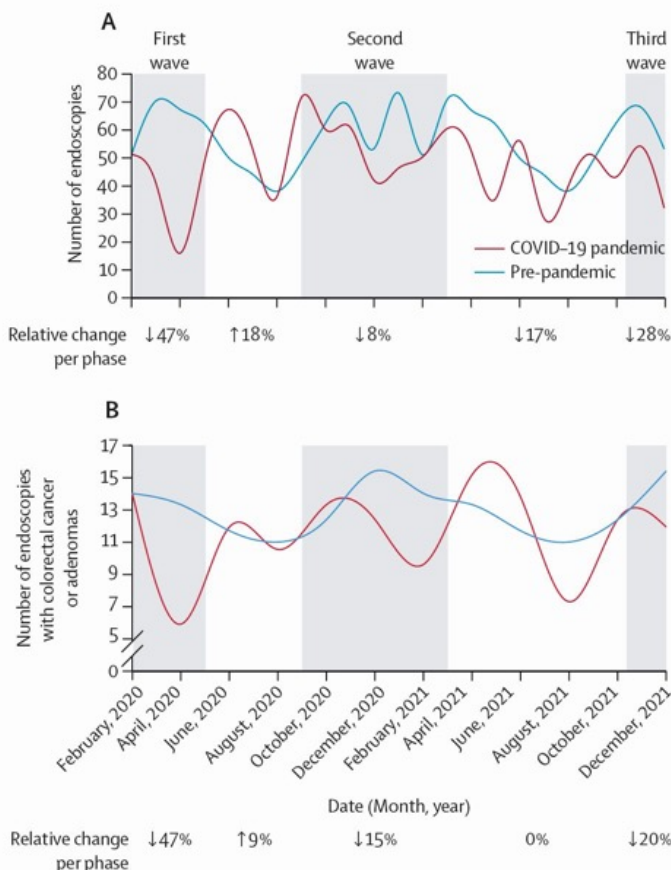 A
First
wave
Second
wave
Third
wave
80
70
60
50
40
30
20
10
0
Number of endoscopies
COVID–19 pandemic
Pre-pandemic
Relative change
per phase
↓47%
↑18%
↓8%
↓17%
↓28%
B
17
15
13
11
9
7
5
0
Number of endoscopies
with colorectal cancer
or adenomas
February, 2020
April, 2020
June, 2020
August, 2020
October, 2020
December, 2020
February, 2021
April, 2021
June, 2021
August, 2021
October, 2021
December, 2021
Date (Month, year)
Relative change
per phase
↓47%
↑9%
↓15%
0%
↓20%